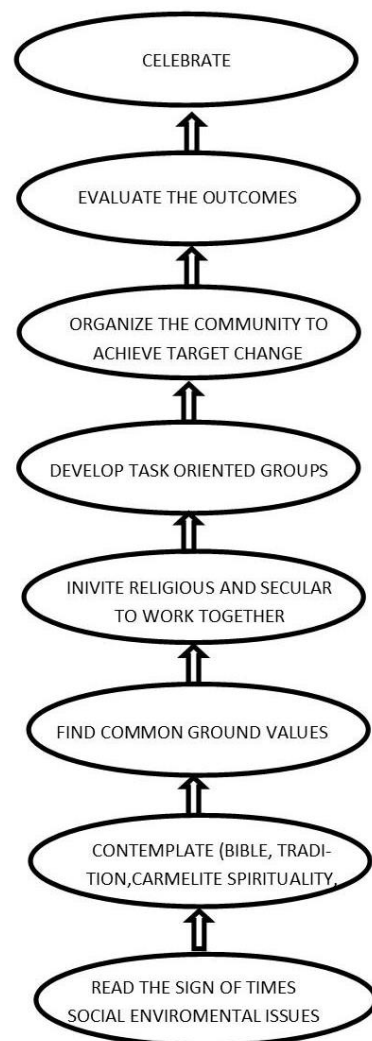 CELEBRATE
EVALUATE THE OUTCOMES
ORGANIZE THE COMMUNITY TO
ACHIEVE TARGET CHANGE
DEVELOP TASK ORIENTED GROUPS
INIVITE RELIGIOUS AND SECULAR
TO WORK TOGETHER
FIND COMMON GROUND VALUES
CONTEMPLATE (BIBLE, TRADI-
TION,CARMELITE SPIRITUALITY,
READ THE SIGN OF TIMES
SOCIAL ENVIROMENTAL ISSUES